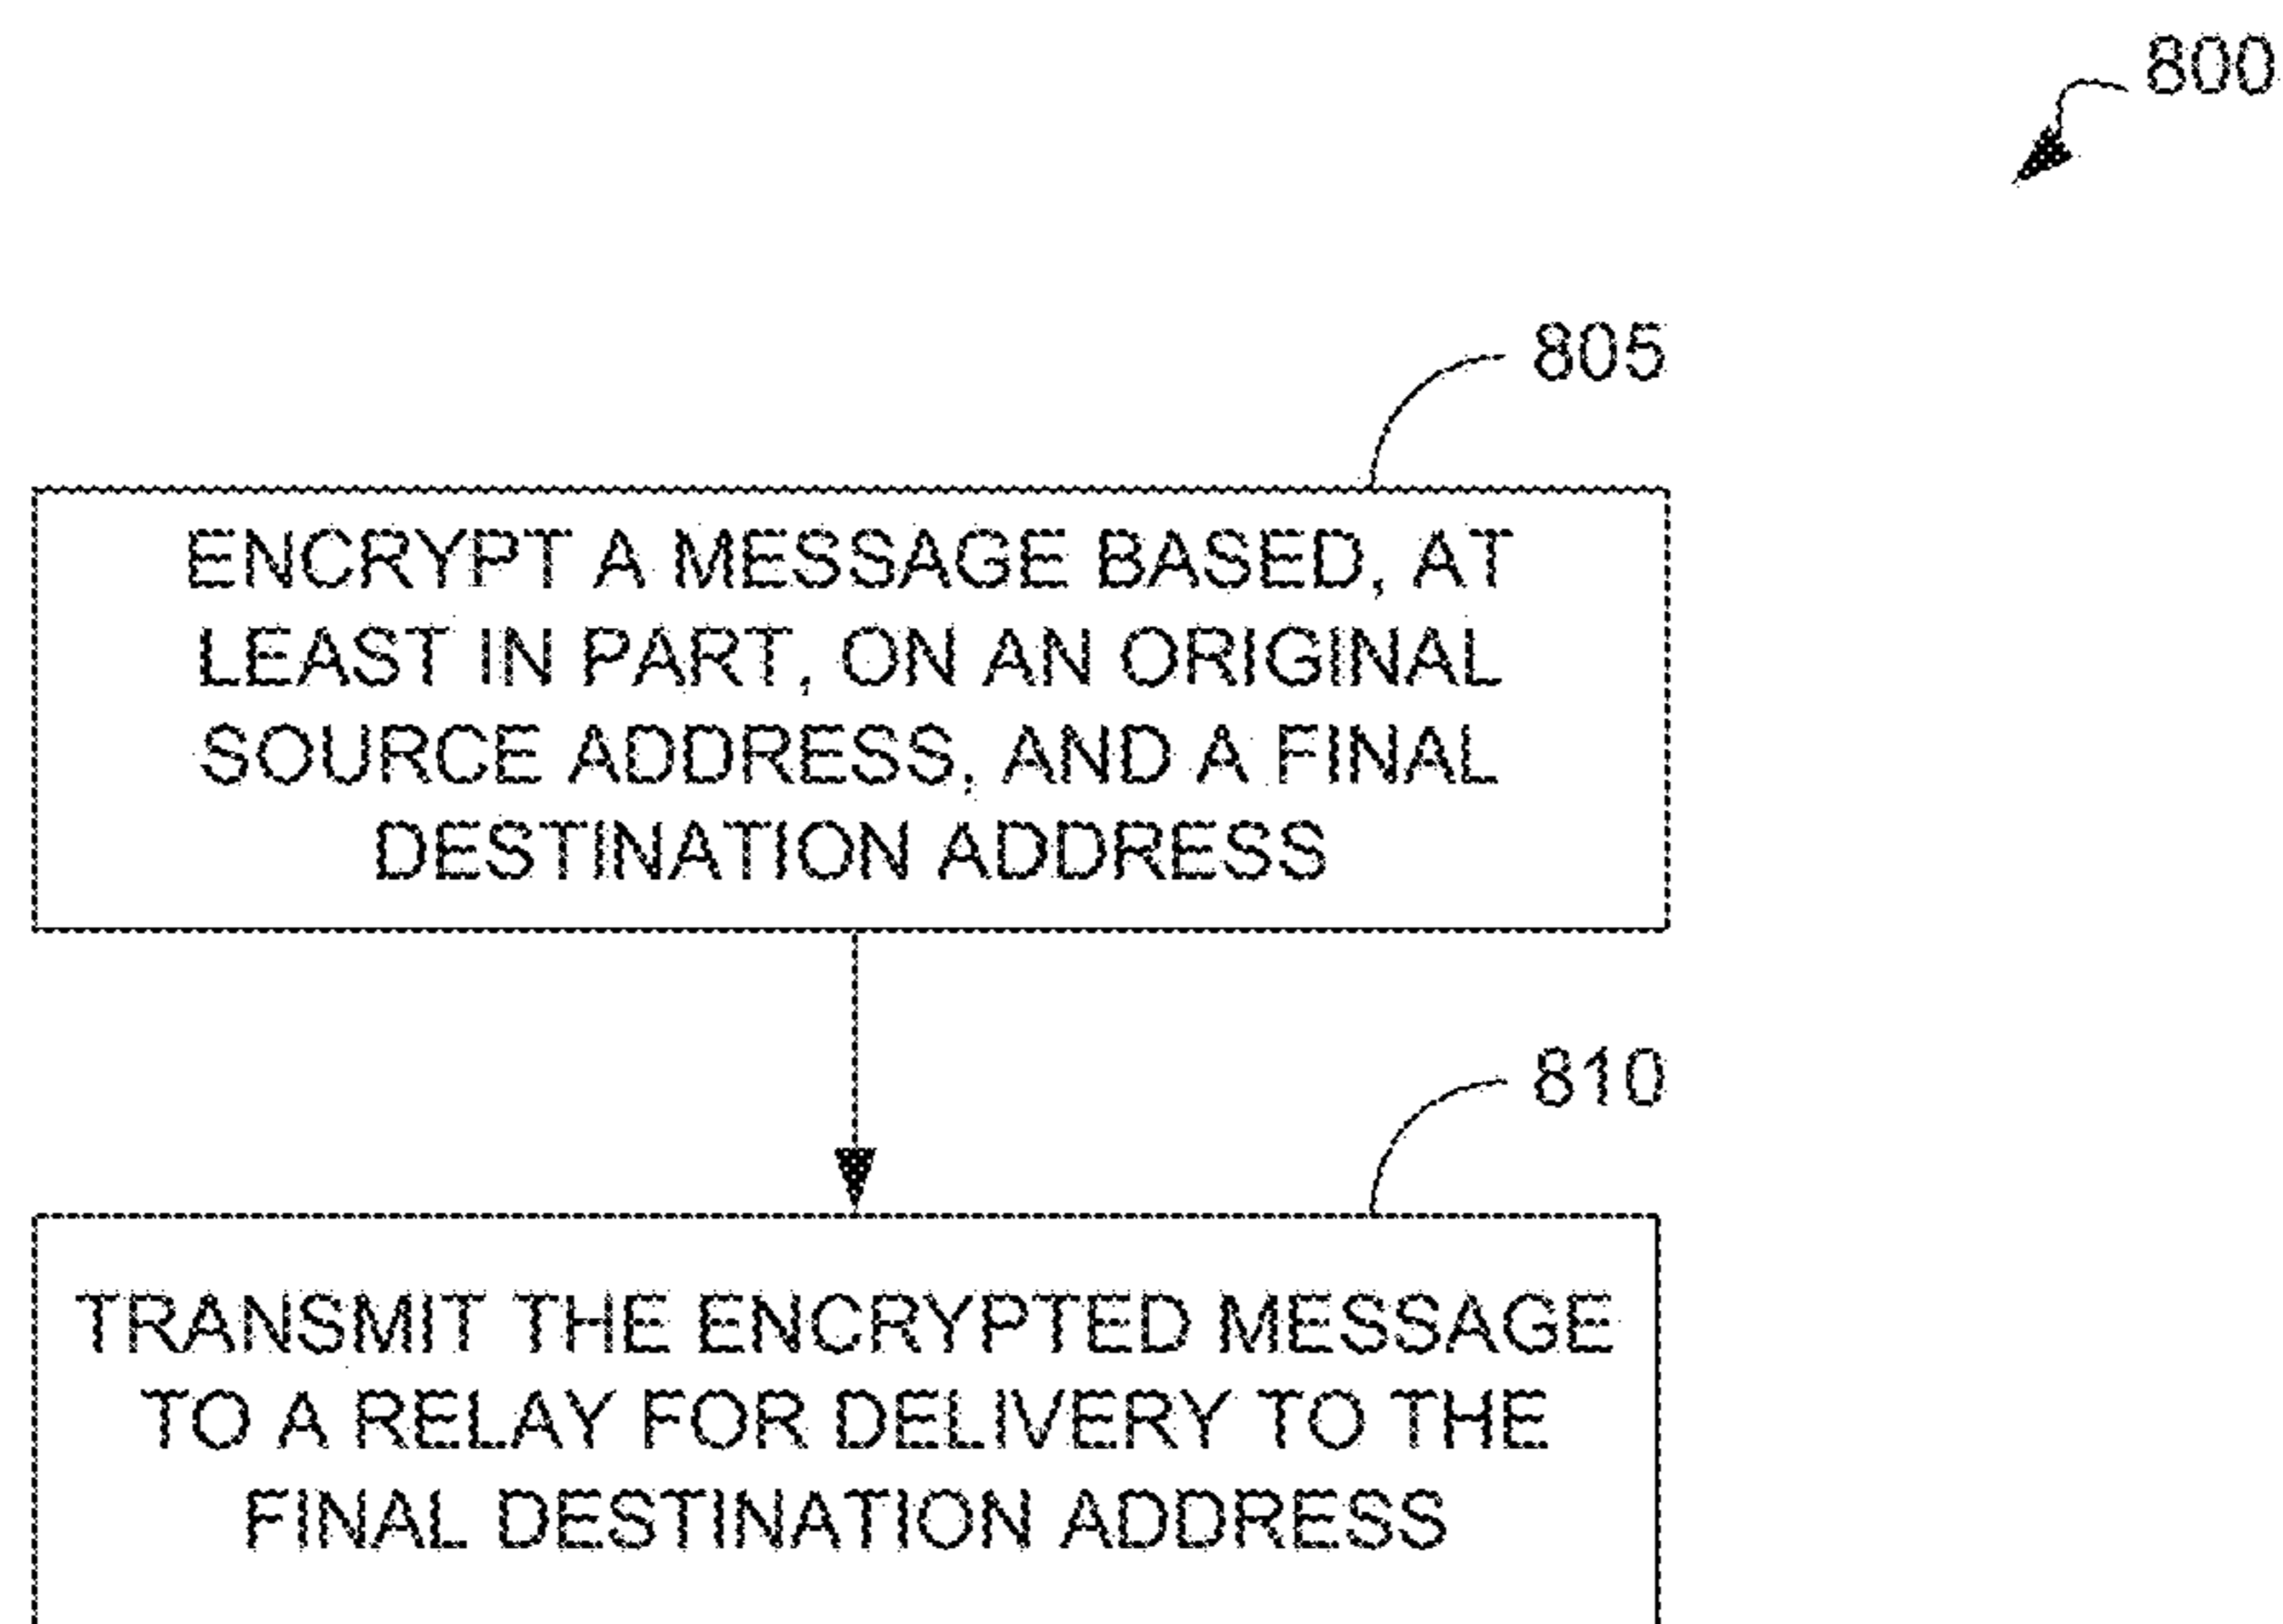 800
805
ENCRYPT A MESSAGE BASED, AT
LEAST IN PART, ON AN ORIGINAL
SOURCE ADDRESS, AND A FINAL
DESTINATION ADDRESS
810
TRANSMIT THE ENCRYPTED MESSAGE
TO A RELAY FOR DELIVERY TO THE
FINAL DESTINATION ADDRESS